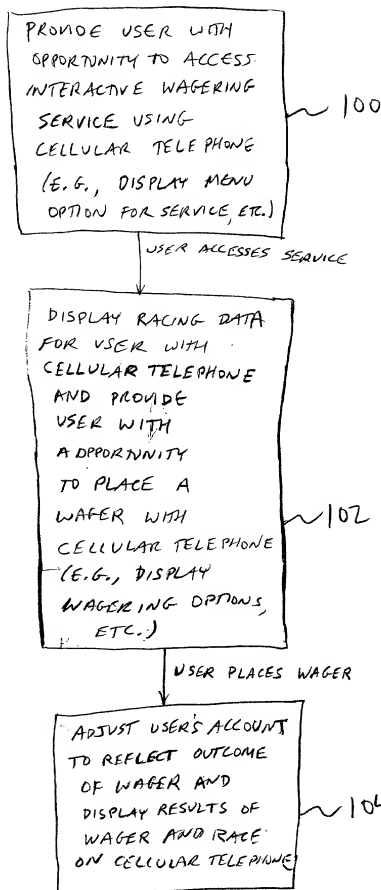 PROVIDE USER WITH
OPPORTUNITY TO ACCESS
INTERACTIVE WAGERING
SERVICE USING
CELLULAR TELEPHONE
(E.G., DISPLAY MENU
OPTION FOR SERVICE, ETC.)
100
USER ACCESSES SERVICE
DISPLAY RACING DATA
FOR USER WITH
CELLULAR TELEPHONE
AND PROVIDE
USER WITH
A OPPORTUNITY
TO PLACE A
WAGER WITH
CELLULAR TELEPHONE
(E.G., DISPLAY
WAGERING OPTIONS,
ETC.)
102
USER PLACES WAGER
ADJUST USER'S ACCOUNT
TO REFLECT OUTCOME
OF WAGER AND
DISPLAY RESULTS OF
WAGER AND RACE
ON CELLULAR TELEPHONE